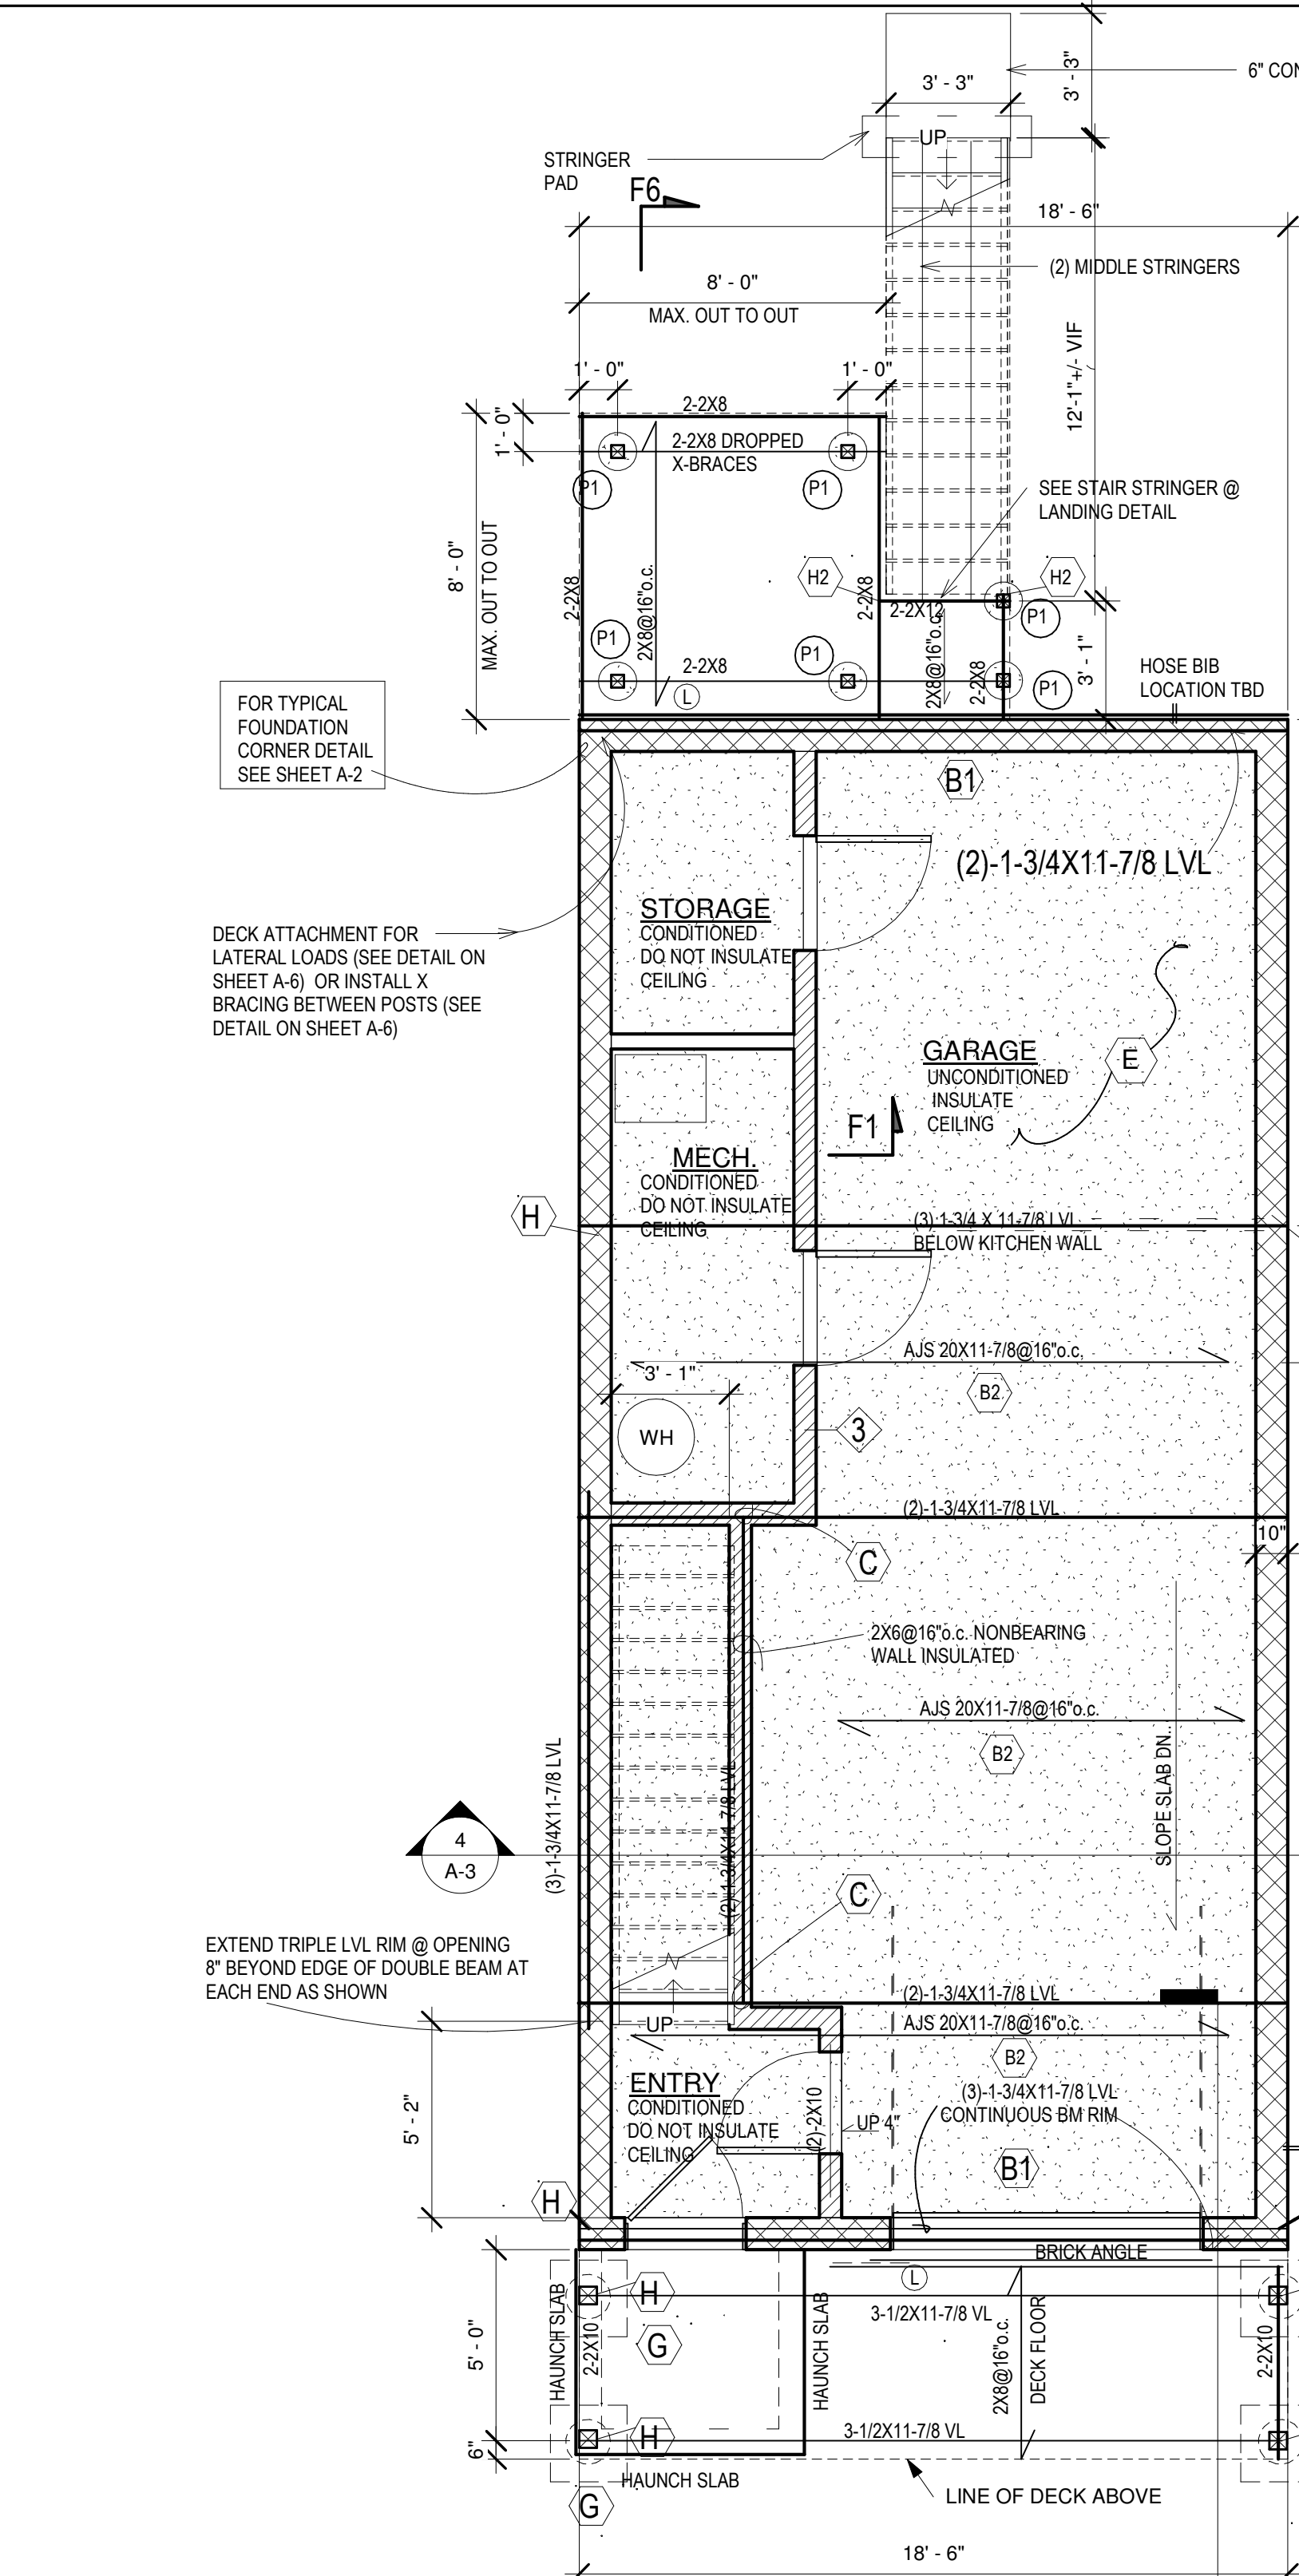 3' - 3"
3' - 3"
6" CON
UP
STRINGER
PAD
F6
18' - 6"
(2) MIDDLE STRINGERS
8' - 0"
MAX. OUT TO OUT
12'-1"+/- VIF
1' - 0"
1' - 0"
2-2X8
1' - 0"
2-2X8 DROPPED
X-BRACES
P1
P1
SEE STAIR STRINGER @
LANDING DETAIL
8' - 0"
MAX. OUT TO OUT
2-2X8
2X8@16"o.c.
H2
2-2X8
H2
2-2X12
P1
P1
P1
2-2X8
2X8@16"o.c.
2-2X8
3' - 1"
L
P1
HOSE BIB
LOCATION TBD
FOR TYPICAL
FOUNDATION
CORNER DETAIL
SEE SHEET A-2
B1
(2)-1-3/4X11-7/8 LVL
STORAGE
CONDITIONED
DO NOT INSULATE
CEILING
DECK ATTACHMENT FOR
LATERAL LOADS (SEE DETAIL ON
SHEET A-6) OR INSTALL X
BRACING BETWEEN POSTS (SEE
DETAIL ON SHEET A-6)
GARAGE
UNCONDITIONED
INSULATE
CEILING
E
F1
MECH.
CONDITIONED
DO NOT INSULATE
CEILING
H
(3) 1-3/4 X 11-7/8 LVL
BELOW KITCHEN WALL
AJS 20X11-7/8@16"o.c.
3' - 1"
B2
WH
3
(2)-1-3/4X11-7/8 LVL
10"
C
2X6@16"o.c. NONBEARING
WALL INSULATED
AJS 20X11-7/8@16"o.c.
B2
(3)-1-3/4X11-7/8 LVL
(2)-1-3/4X11-7/8 LVL
SLOPE SLAB DN.
4
A-3
C
EXTEND TRIPLE LVL RIM @ OPENING
8" BEYOND EDGE OF DOUBLE BEAM AT
EACH END AS SHOWN
(2)-1-3/4X11-7/8 LVL
UP
AJS 20X11-7/8@16"o.c.
B2
ENTRY
CONDITIONED
DO NOT INSULATE
CEILING
5' - 2"
(2)-2X10
UP 4"
(3)-1-3/4X11-7/8 LVL
CONTINUOUS BM RIM
B1
H
BRICK ANGLE
L
HAUNCH SLAB
2-2X10
H
G
HAUNCH SLAB
3-1/2X11-7/8 VL
2X8@16"o.c.
DECK FLOOR
2-2X10
5' - 0"
H
3-1/2X11-7/8 VL
6"
HAUNCH SLAB
G
LINE OF DECK ABOVE
18' - 6"